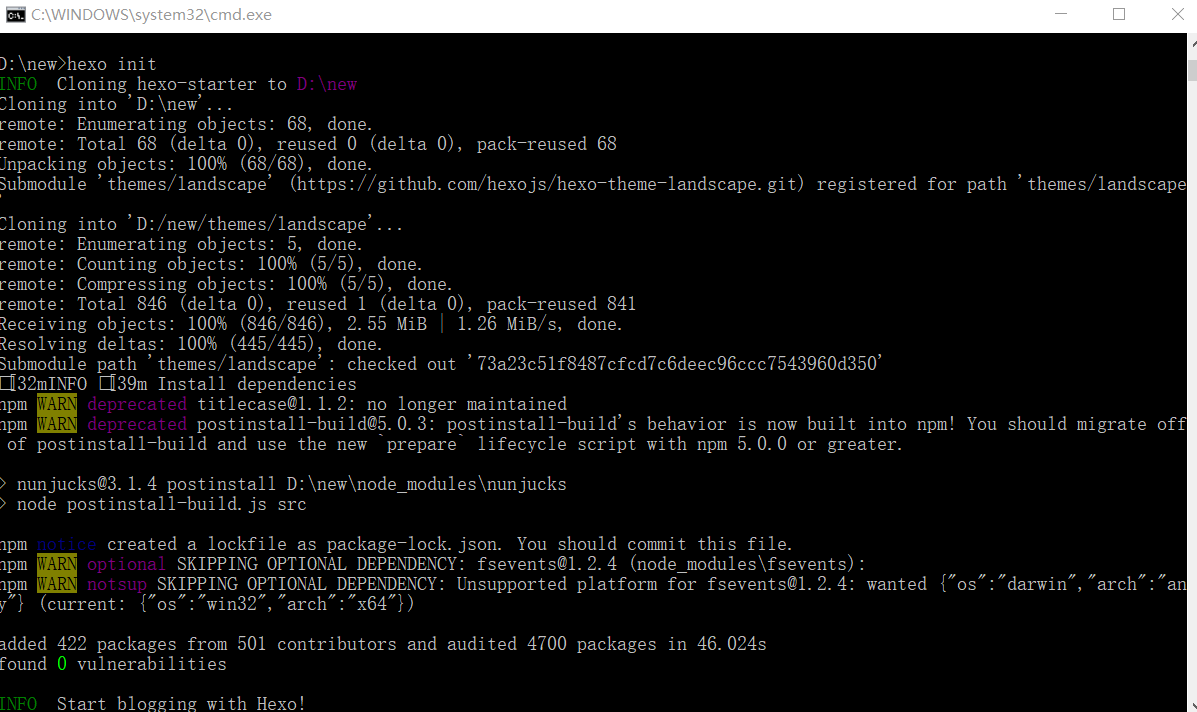 C:\WINDOWS\system32\cmd.exe
D:\new>hexo init
INFO  Cloning hexo-starter to D:\new
Cloning into 'D:\new'...
remote: Enumerating objects: 68, done.
remote: Total 68 (delta 0), reused 0 (delta 0), pack-reused 68
Unpacking objects: 100% (68/68), done.
Submodule 'themes/landscape' (https://github.com/hexojs/hexo-theme-landscape.git) registered for path 'themes/landscape
'
Cloning into 'D:/new/themes/landscape'...
remote: Enumerating objects: 5, done.
remote: Counting objects: 100% (5/5), done.
remote: Compressing objects: 100% (5/5), done.
remote: Total 846 (delta 0), reused 1 (delta 0), pack-reused 841
Receiving objects: 100% (846/846), 2.55 MiB | 1.26 MiB/s, done.
Resolving deltas: 100% (445/445), done.
Submodule path 'themes/landscape': checked out '73a23c51f8487cfcd7c6deec96ccc7543960d350'
□[32mINFO □[39m Install dependencies
npm WARN deprecated titlecase@1.1.2: no longer maintained
npm WARN deprecated postinstall-build@5.0.3: postinstall-build's behavior is now built into npm! You should migrate off
of postinstall-build and use the new `prepare` lifecycle script with npm 5.0.0 or greater.
> nunjucks@3.1.4 postinstall D:\new\node_modules\nunjucks
> node postinstall-build.js src
npm notice created a lockfile as package-lock.json. You should commit this file.
npm WARN optional SKIPPING OPTIONAL DEPENDENCY: fsevents@1.2.4 (node_modules\fsevents):
npm WARN notsup SKIPPING OPTIONAL DEPENDENCY: Unsupported platform for fsevents@1.2.4: wanted {"os":"darwin","arch":"an
y"} (current: {"os":"win32","arch":"x64"})
added 422 packages from 501 contributors and audited 4700 packages in 46.024s
found 0 vulnerabilities
INFO  Start blogging with Hexo!